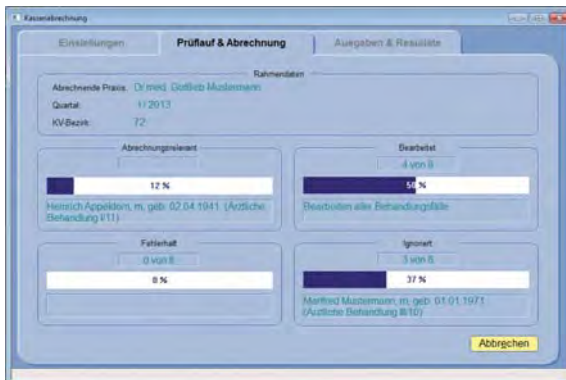 Kassenabrechnung
Einstellungen
Prüflauf & Abrechnung
Ausgaben & Resultate
Rahmendaten
Abrechnende Praxis: Dr.med. Gottlieb Mustermann
Quartal: 1/2013
KV-Bezirk: 72
Abrechnungsrelevant
12 %
Heinrich Appeldorn, m, geb. 02.04.1941 (Ärztliche
Behandlung I/11)
Bearbeitet
4 von 8
50 %
Bearbeiten aller Behandlungsfälle
Fehlerhaft
0 von 8
0 %
Ignoriert
3 von 8
37 %
Manfred Mustermann, m, geb. 01.01.1971
(Ärztliche Behandlung III/10)
Abbrechen